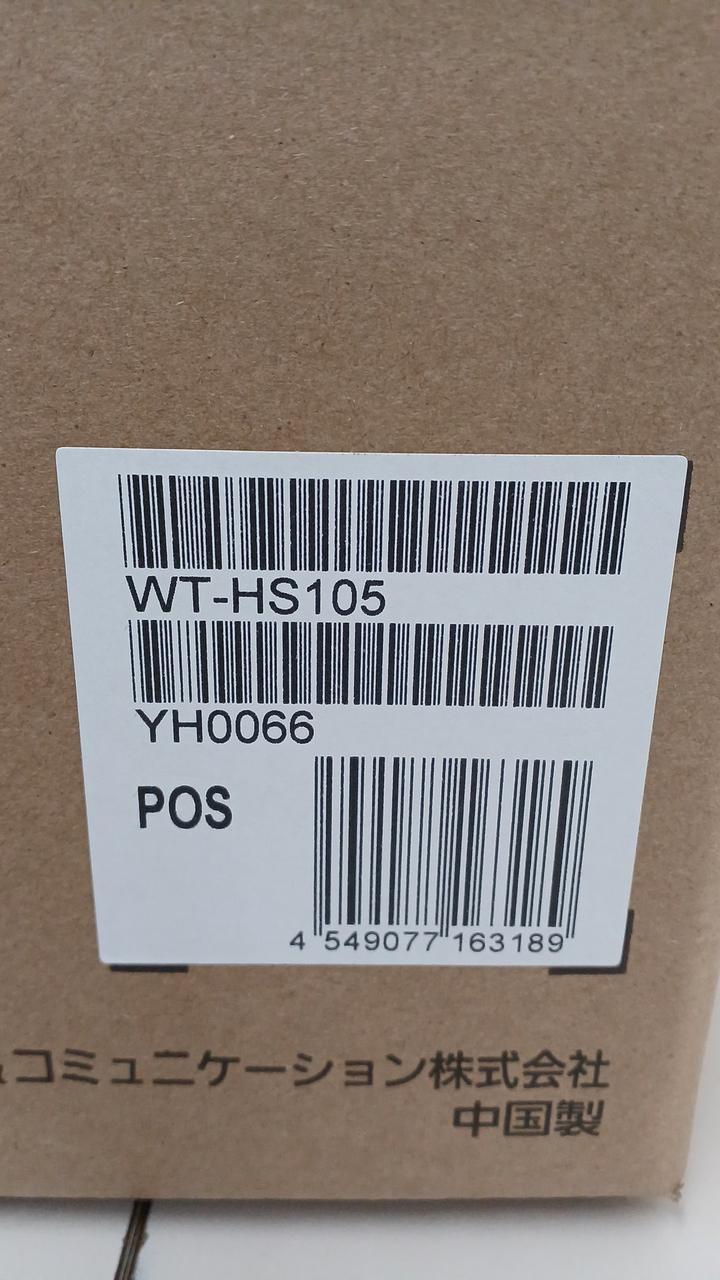 WT-HS105
YH0066
POS
4 549077 163189
&コミュニケーション株式会社
中国製